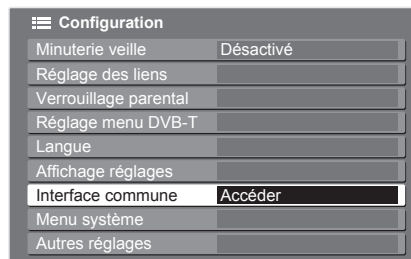 Configuration
Minuterie veille Désactivé
Réglage des liens
Verrouillage parental
Réglage menu DVB-T
Langue
Affichage réglages
Interface commune Accéder
Menu système
Autres réglages